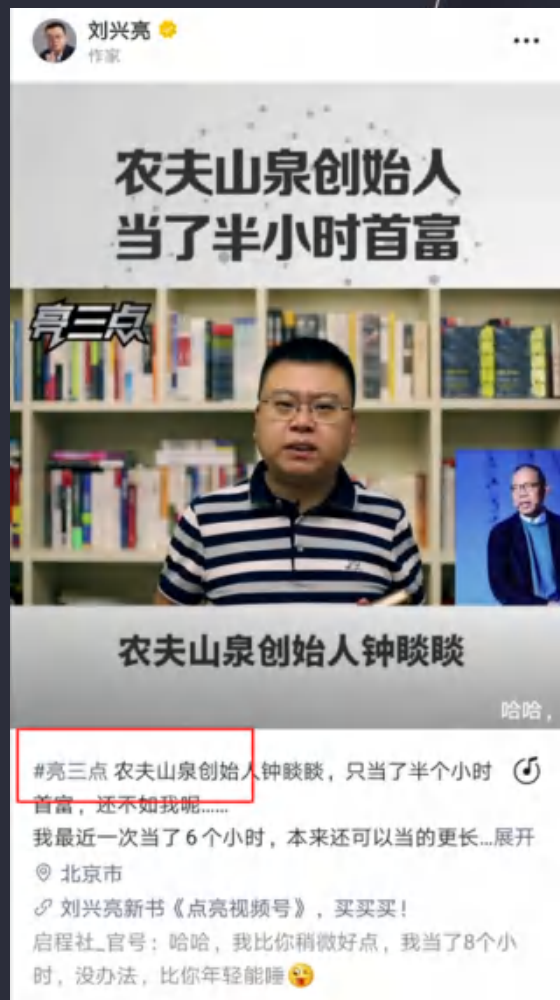 刘兴亮
作家
农夫山泉创始人
当了半小时首富
亮三点
农夫山泉创始人钟睒睒
哈哈，
#亮三点 农夫山泉创始人钟睒睒，只当了半个小时
首富，还不如我呢……
我最近一次当了6个小时，本来还可以当的更长...展开
北京市
刘兴亮新书《点亮视频号》，买买买！
启程社_官号：哈哈，我比你稍微好点，我当了8个小
时，没办法，比你年轻能睡